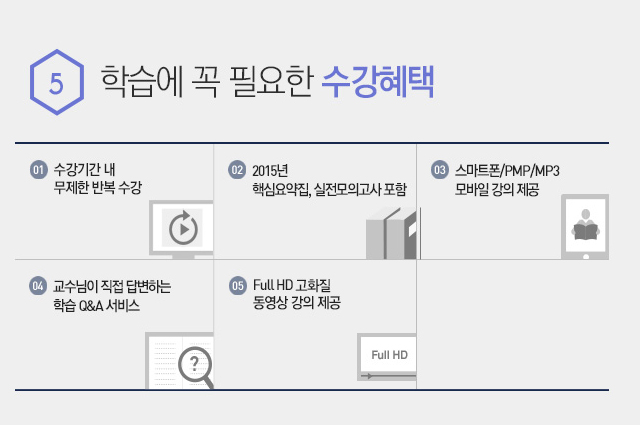 5 학습에 꼭 필요한 수강혜택
01 수강기간 내
무제한 반복 수강
02 2015년
핵심요약집, 실전모의고사 포함
03 스마트폰/PMP/MP3
모바일 강의 제공
04 교수님이 직접 답변하는
학습 Q&A 서비스
?
05 Full HD 고화질
동영상 강의 제공
Full HD